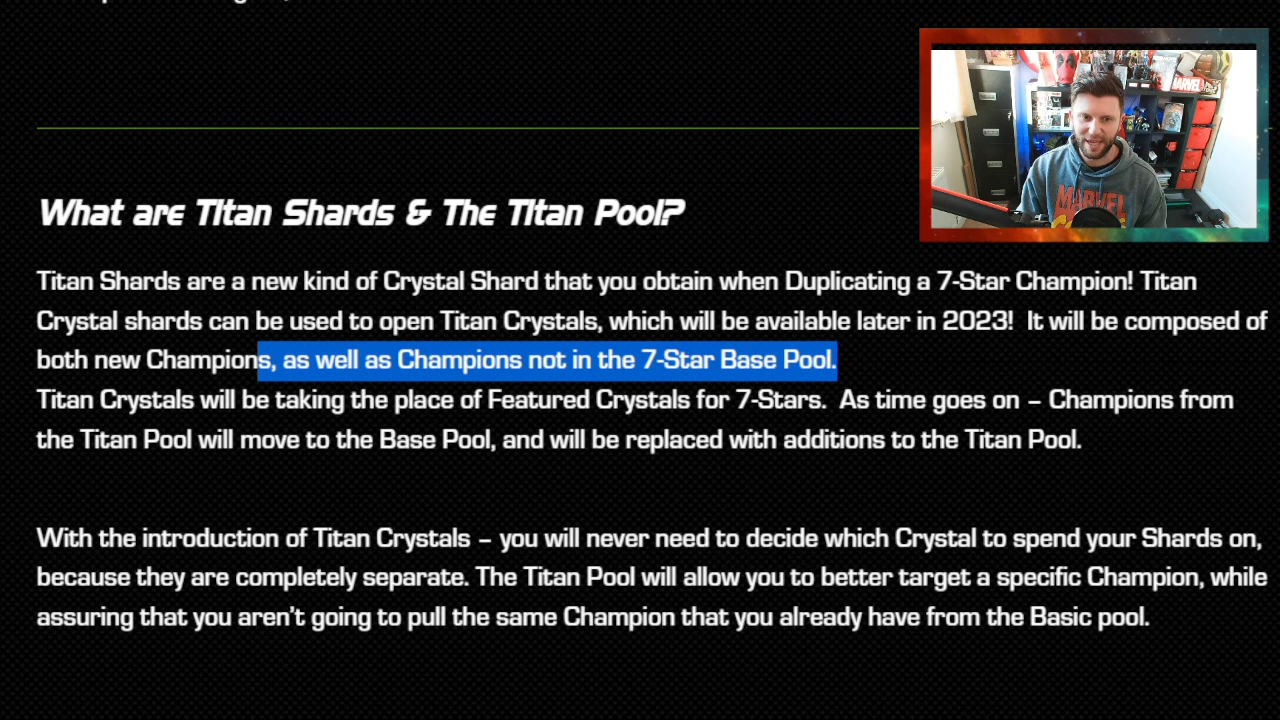 What are Titan Shards & The Titan Pool?
Titan Shards are a new kind of Crystal Shard that you obtain when Duplicating a 7-Star Champion! Titan
Crystal shards can be used to open Titan Crystals, which will be available later in 2023!  It will be composed of
both new Champions, as well as Champions not in the 7-Star Base Pool.
Titan Crystals will be taking the place of Featured Crystals for 7-Stars.  As time goes on – Champions from
the Titan Pool will move to the Base Pool, and will be replaced with additions to the Titan Pool.
With the introduction of Titan Crystals – you will never need to decide which Crystal to spend your Shards on,
because they are completely separate. The Titan Pool will allow you to better target a specific Champion, while
assuring that you aren't going to pull the same Champion that you already have from the Basic pool.
MARVEL
MARVEL